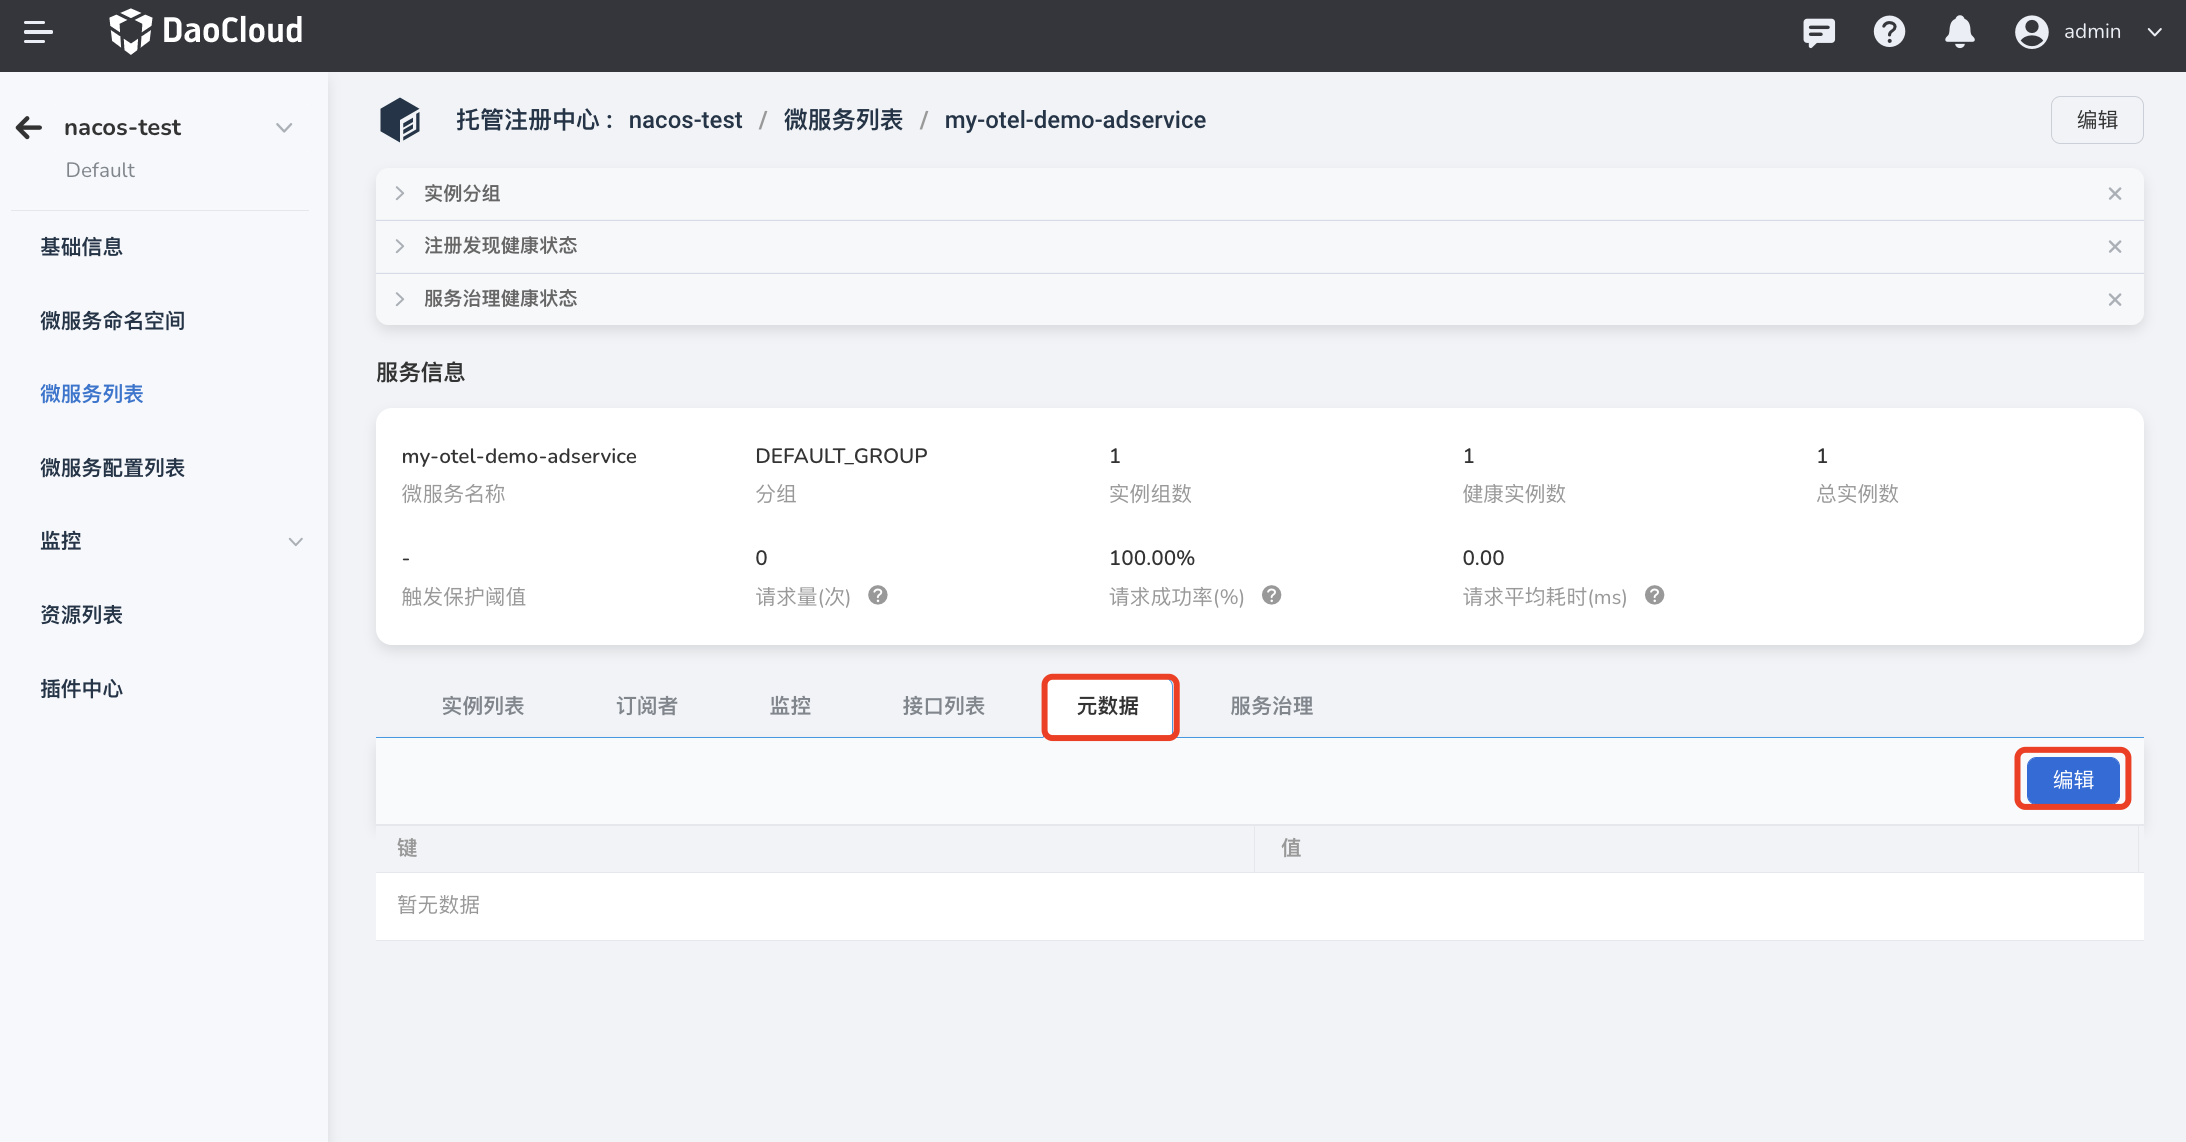 DaoCloud
admin
nacos-test
Default
基础信息
微服务命名空间
微服务列表
微服务配置列表
监控
资源列表
插件中心
托管注册中心： nacos-test / 微服务列表 / my-otel-demo-adservice
编辑
实例分组
注册发现健康状态
服务治理健康状态
服务信息
my-otel-demo-adservice DEFAULT_GROUP 1 1 1
微服务名称 分组 实例组数 健康实例数 总实例数
- 0 100.00% 0.00
触发保护阈值 请求量(次) 请求成功率(%) 请求平均耗时(ms)
实例列表 订阅者 监控 接口列表 元数据 服务治理
编辑
键 值
暂无数据